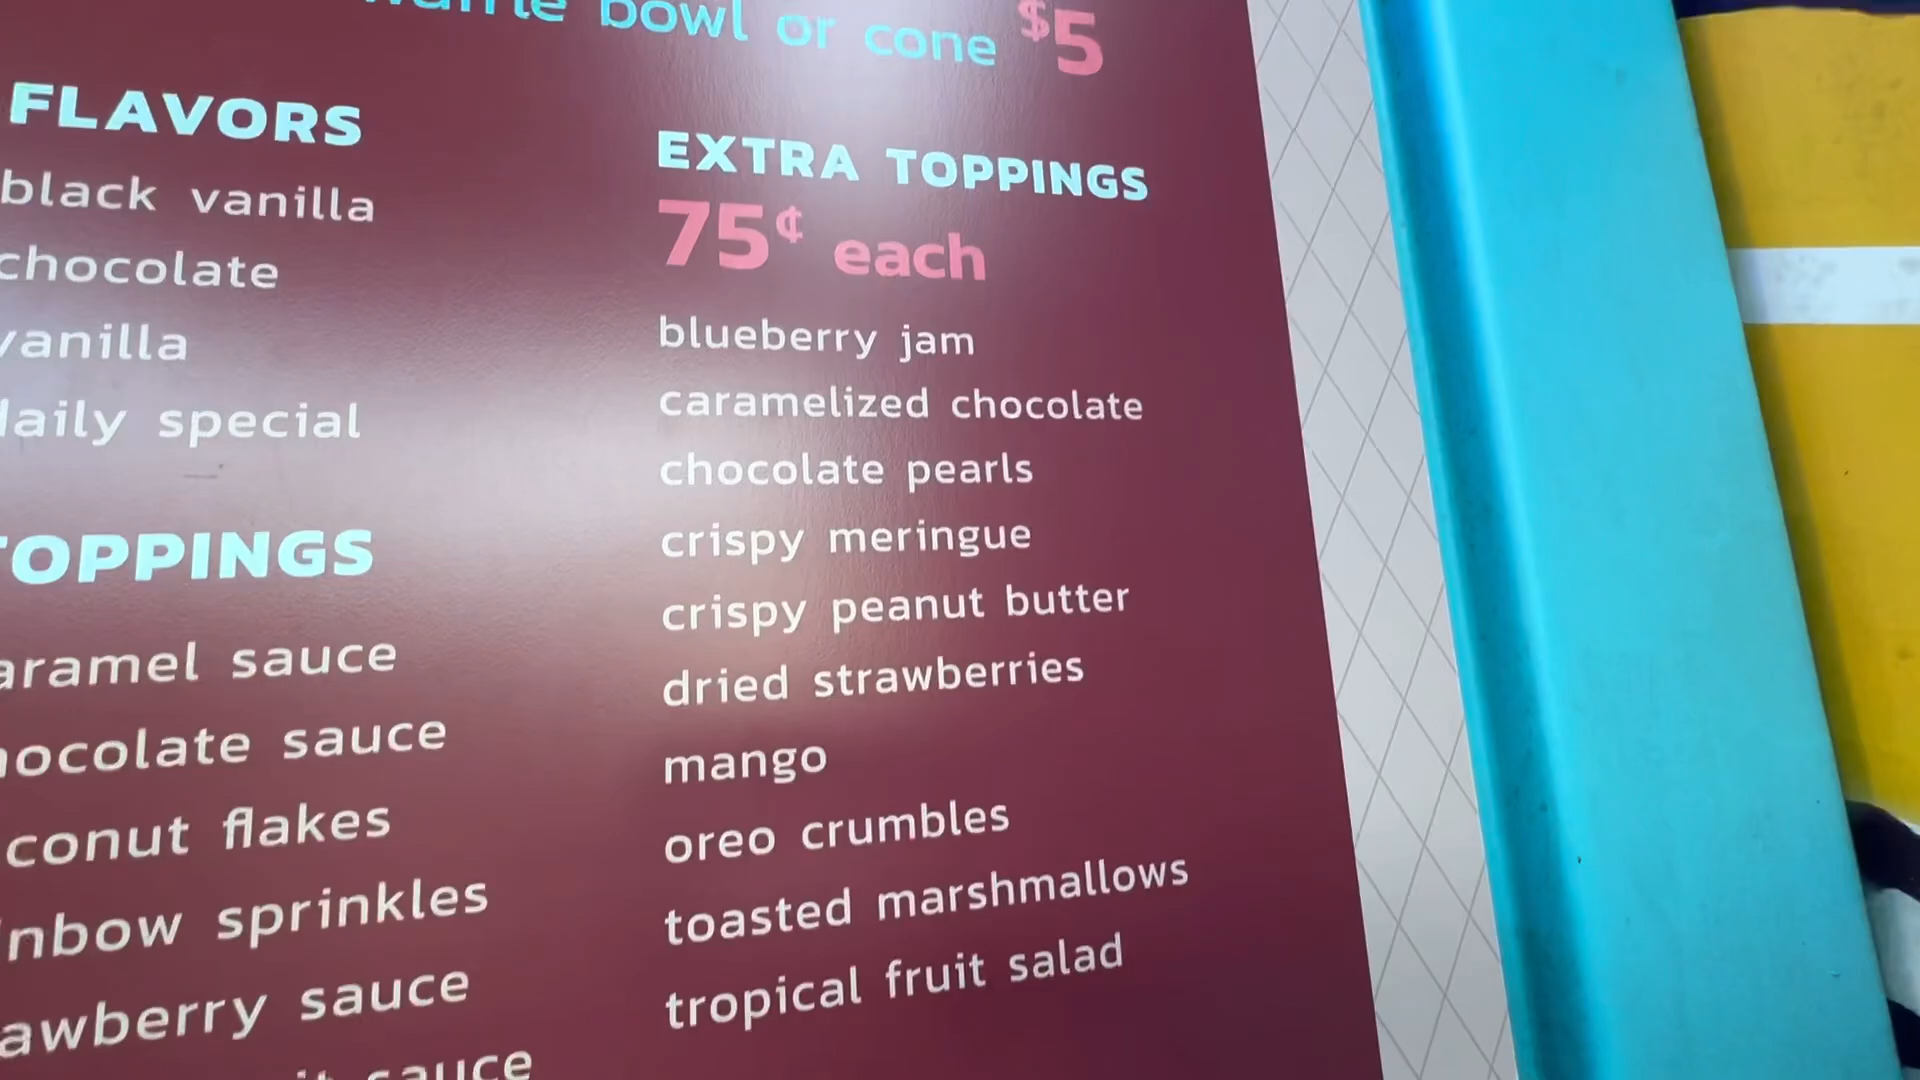 bowl or cone $5
FLAVORS
black vanilla
chocolate
vanilla
daily special
TOPPINGS
caramel sauce
chocolate sauce
coconut flakes
rainbow sprinkles
strawberry sauce
sauce
EXTRA TOPPINGS
75¢ each
blueberry jam
caramelized chocolate
chocolate pearls
crispy meringue
crispy peanut butter
dried strawberries
mango
oreo crumbles
toasted marshmallows
tropical fruit salad